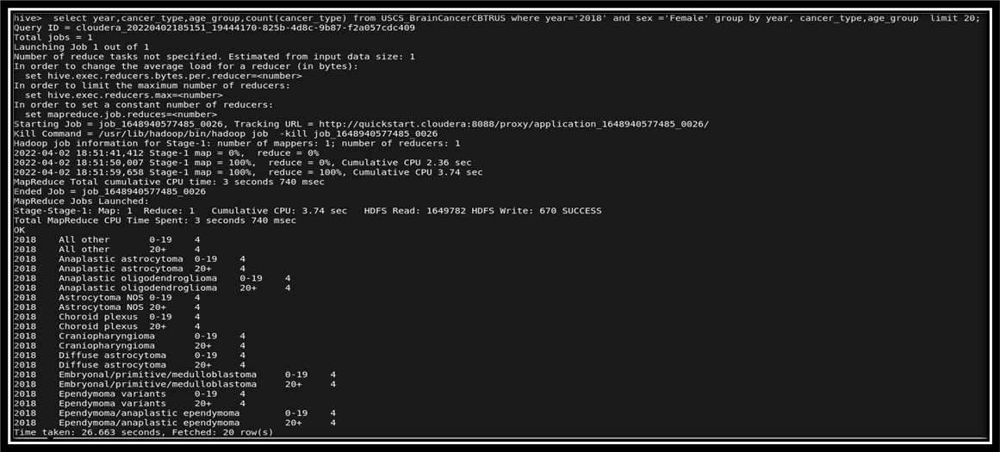 hive>  select year,cancer_type,age_group,count(cancer_type) from USCS_BrainCancerCBTRUS where year='2018' and sex ='Female' group by year, cancer_type,age_group  limit 20;
Query ID = cloudera_20220402185151_19444170-825b-4d8c-9b87-f2a057cdc409
Total jobs = 1
Launching Job 1 out of 1
Number of reduce tasks not specified. Estimated from input data size: 1
In order to change the average load for a reducer (in bytes):
  set hive.exec.reducers.bytes.per.reducer=<number>
In order to limit the maximum number of reducers:
  set hive.exec.reducers.max=<number>
In order to set a constant number of reducers:
  set mapreduce.job.reduces=<number>
Starting Job = job_1648940577485_0026, Tracking URL = http://quickstart.cloudera:8088/proxy/application_1648940577485_0026/
Kill Command = /usr/lib/hadoop/bin/hadoop job  -kill job_1648940577485_0026
Hadoop job information for Stage-1: number of mappers: 1; number of reducers: 1
2022-04-02 18:51:41,412 Stage-1 map = 0%,  reduce = 0%
2022-04-02 18:51:50,007 Stage-1 map = 100%,  reduce = 0%, Cumulative CPU 2.36 sec
2022-04-02 18:51:59,658 Stage-1 map = 100%,  reduce = 100%, Cumulative CPU 3.74 sec
MapReduce Total cumulative CPU time: 3 seconds 740 msec
Ended Job = job_1648940577485_0026
MapReduce Jobs Launched:
Stage-Stage-1: Map: 1  Reduce: 1   Cumulative CPU: 3.74 sec   HDFS Read: 1649782 HDFS Write: 670 SUCCESS
Total MapReduce CPU Time Spent: 3 seconds 740 msec
OK
2018    All other       0-19    4
2018    All other       20+     4
2018    Anaplastic astrocytoma  0-19    4
2018    Anaplastic astrocytoma  20+     4
2018    Anaplastic oligodendroglioma    0-19    4
2018    Anaplastic oligodendroglioma    20+     4
2018    Astrocytoma NOS 0-19    4
2018    Astrocytoma NOS 20+     4
2018    Choroid plexus  0-19    4
2018    Choroid plexus  20+     4
2018    Craniopharyngioma       0-19    4
2018    Craniopharyngioma       20+     4
2018    Diffuse astrocytoma     0-19    4
2018    Diffuse astrocytoma     20+     4
2018    Embryonal/primitive/medulloblastoma     0-19    4
2018    Embryonal/primitive/medulloblastoma     20+     4
2018    Ependymoma variants     0-19    4
2018    Ependymoma variants     20+     4
2018    Ependymoma/anaplastic ependymoma        0-19    4
2018    Ependymoma/anaplastic ependymoma        20+     4
Time taken: 26.663 seconds, Fetched: 20 row(s)